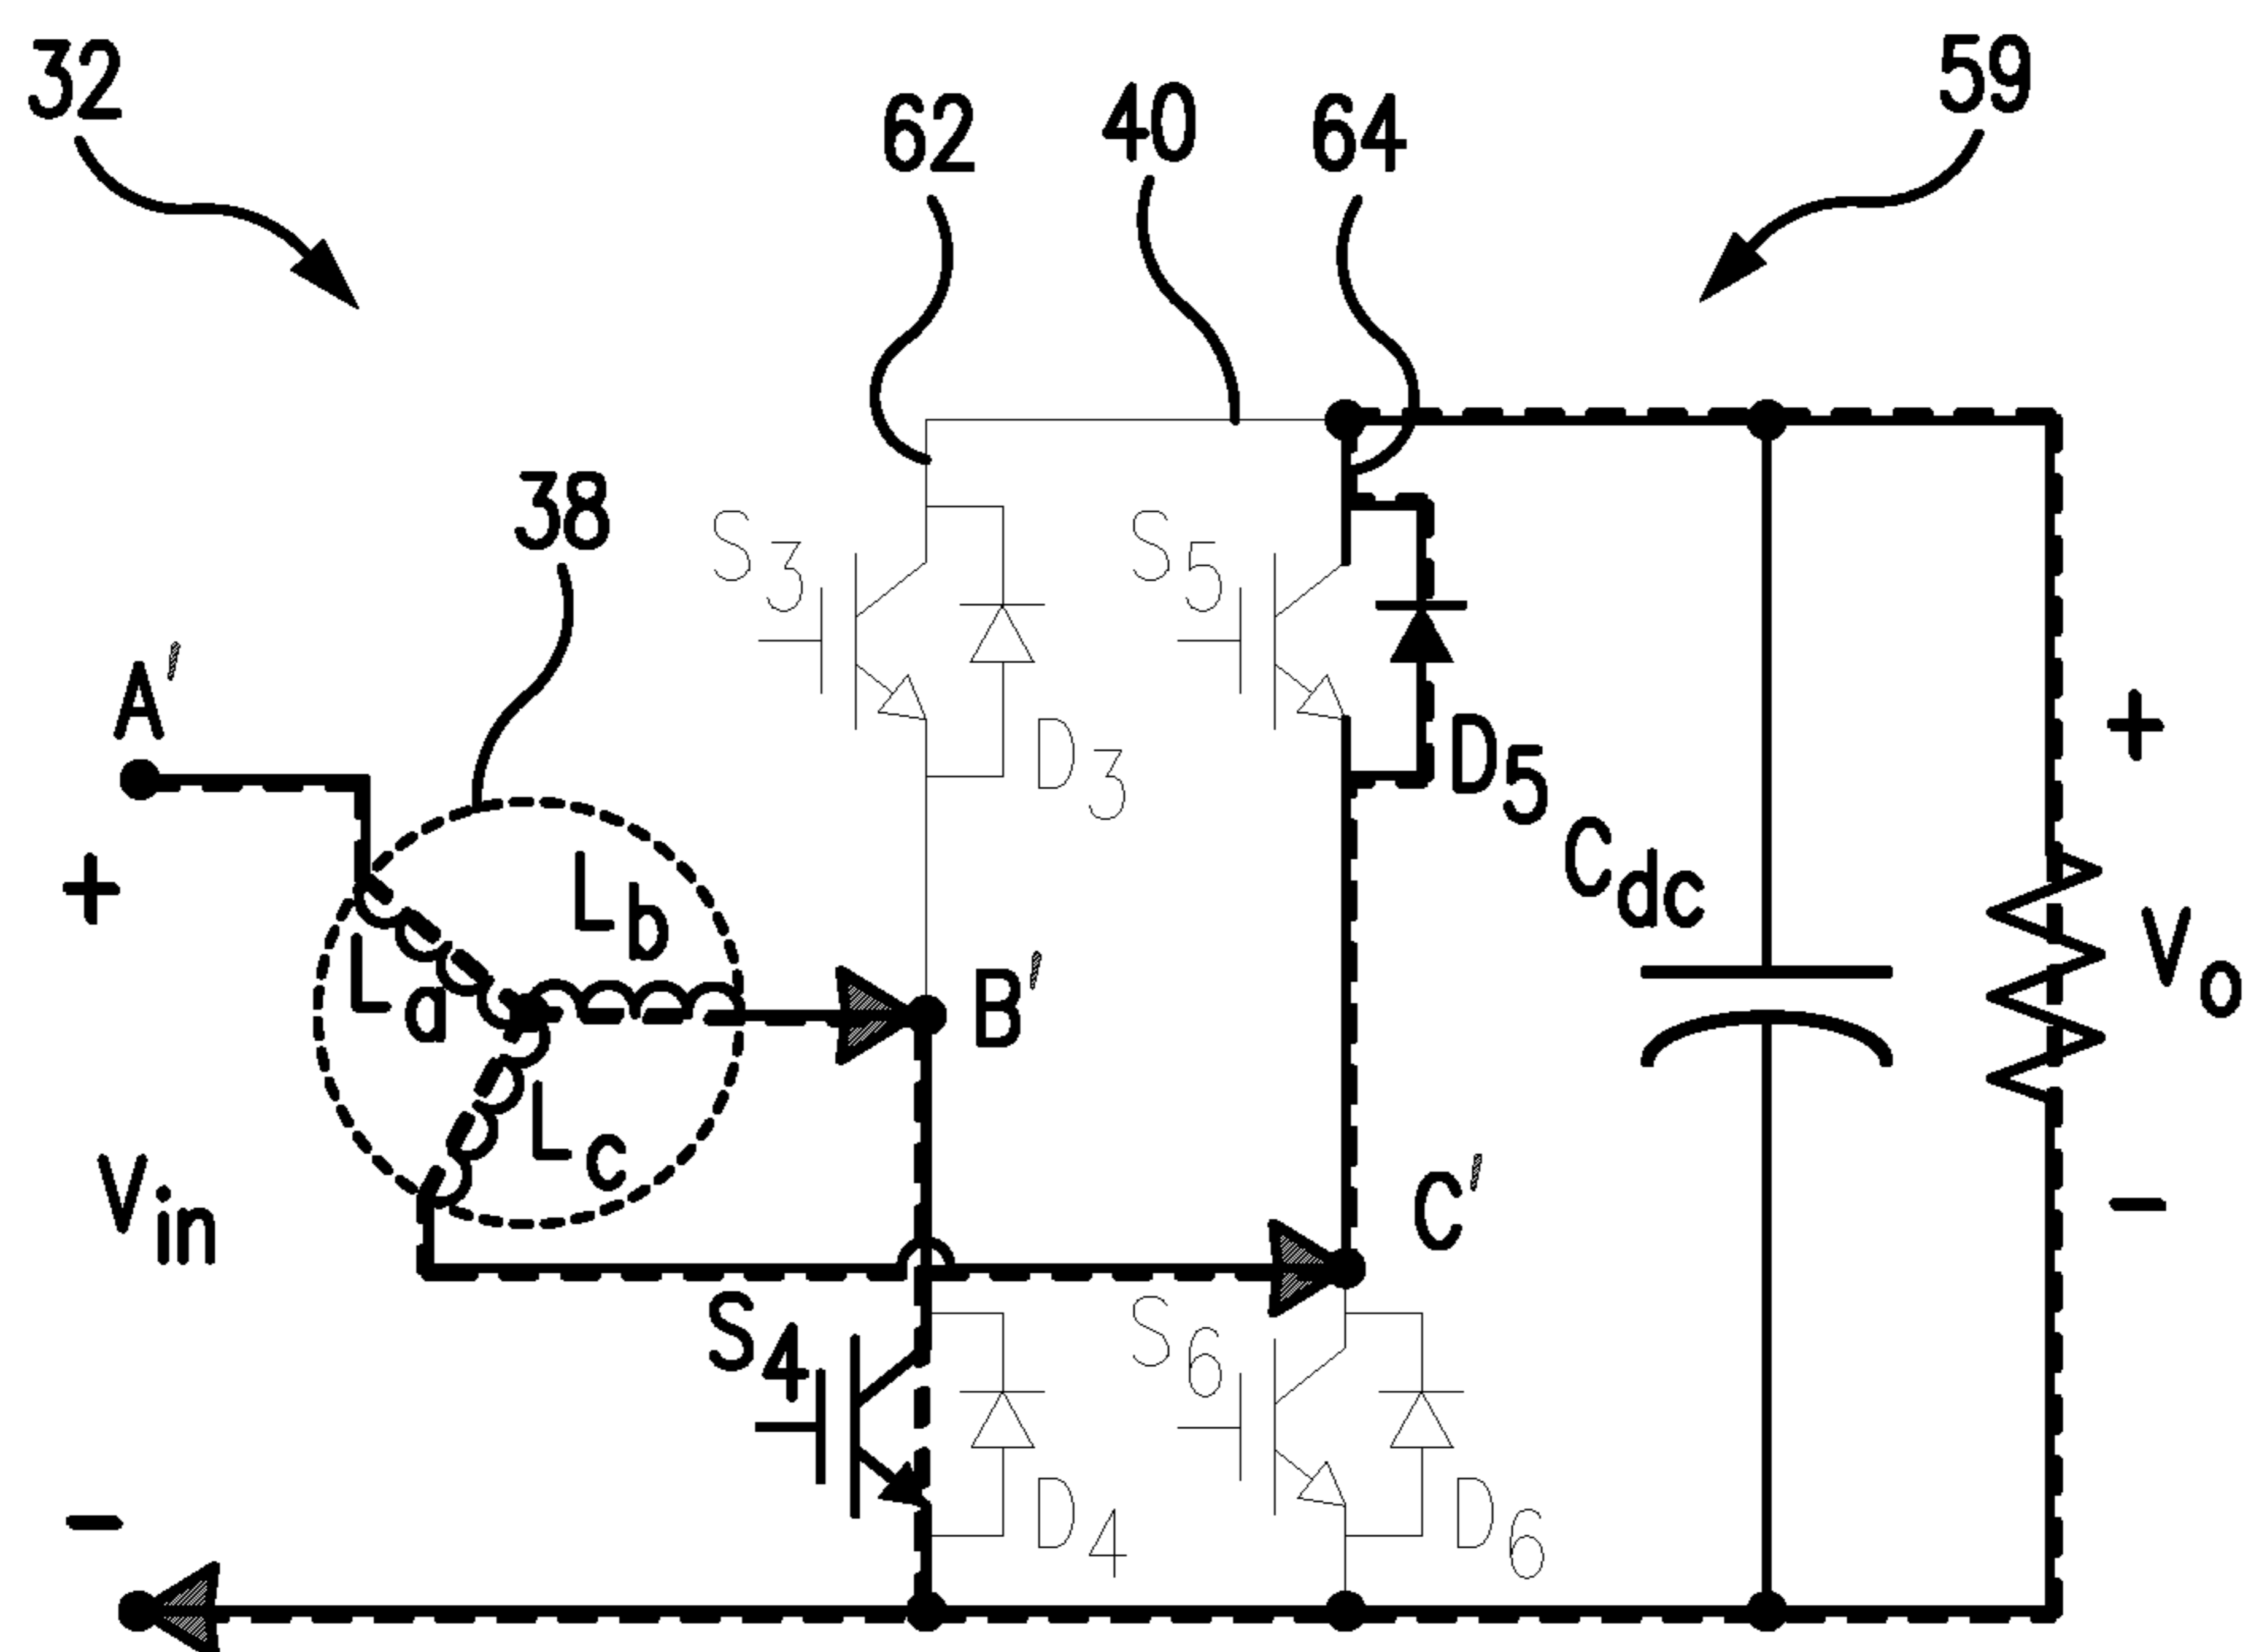 32
62
40
64
59
38
S3
S5
A′
D3
D5
+
+
Cdc
Lb
La
B′
Vo
Lc
C′
Vin
−
S4
S6
D4
D6
−